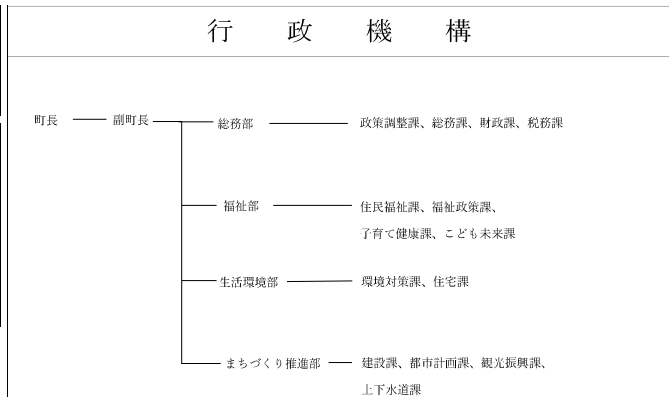 行政機構
町長 副町長 総務部 政策調整課、総務課、財政課、税務課
福祉部 住民福祉課、福祉政策課、
子育て健康課、こども未来課
生活環境部 環境対策課、住宅課
まちづくり推進部 建設課、都市計画課、観光振興課、
上下水道課